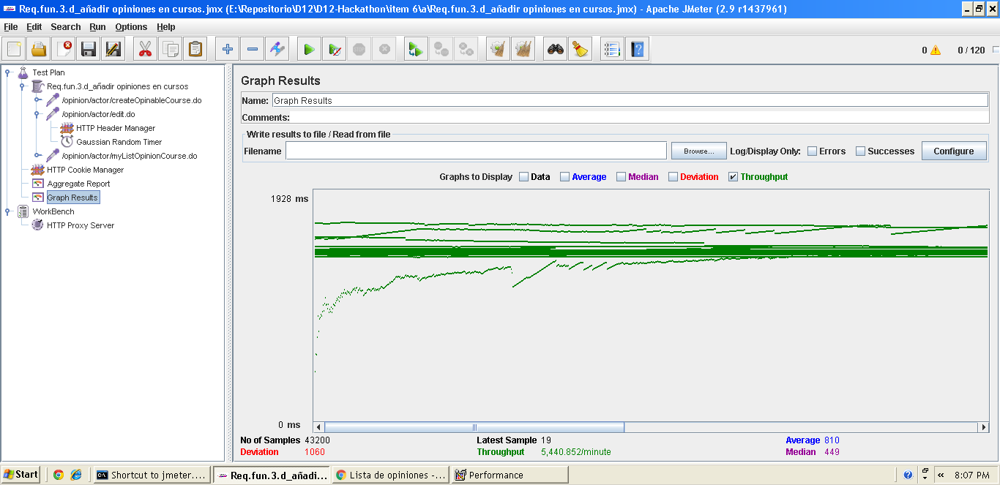 Req.fun.3.d_añadir opiniones en cursos.jmx (E:\Repositorio\D12\D12-Hackathon\item 6\a\Req.fun.3.d_añadir opiniones en cursos.jmx) - Apache JMeter (2.9 r1437961)
File Edit Search Run Options Help
0 0 / 120
Test Plan
Req.fun.3.d_añadir opiniones en cursos
/opinion/actor/createOpinableCourse.do
/opinion/actor/edit.do
HTTP Header Manager
Gaussian Random Timer
/opinion/actor/myListOpinionCourse.do
HTTP Cookie Manager
Aggregate Report
Graph Results
WorkBench
HTTP Proxy Server
Graph Results
Name: Graph Results
Comments:
Write results to file / Read from file
Filename Browse... Log/Display Only: Errors Successes Configure
Graphs to Display Data Average Median Deviation Throughput
1928 ms
0 ms
No of Samples 43200 Latest Sample 19 Average 810
Deviation 1060 Throughput 5,440.852/minute Median 449
Start Shortcut to jmeter.... Req.fun.3.d_añadi... Lista de opiniones -... Performance 8:07 PM